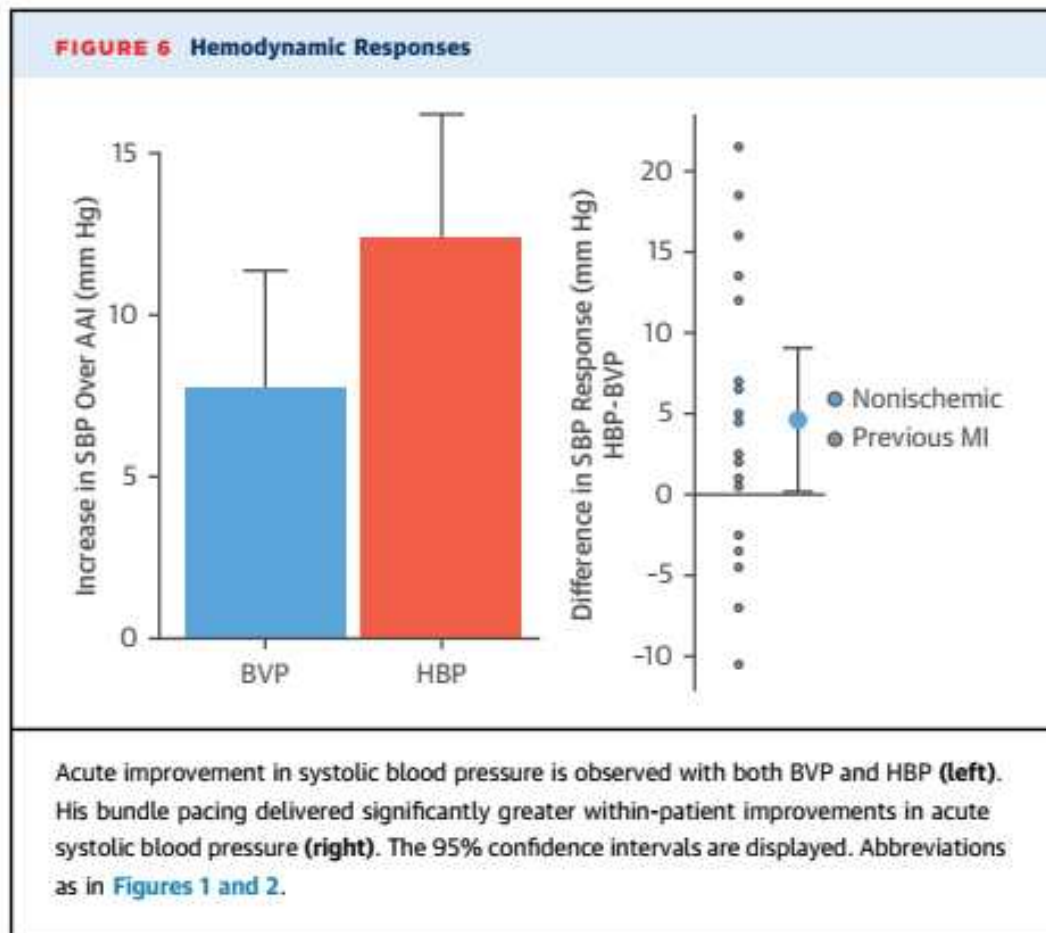 FIGURE 6 Hemodynamic Responses
Increase in SBP Over AAI (mm Hg)
15
10
5
0
BVP
HBP
Difference in SBP Response (mm Hg)
HBP-BVP
20
15
10
5
0
-5
-10
Nonischemic
Previous MI
Acute improvement in systolic blood pressure is observed with both BVP and HBP (left).
His bundle pacing delivered significantly greater within-patient improvements in acute
systolic blood pressure (right). The 95% confidence intervals are displayed. Abbreviations
as in Figures 1 and 2.